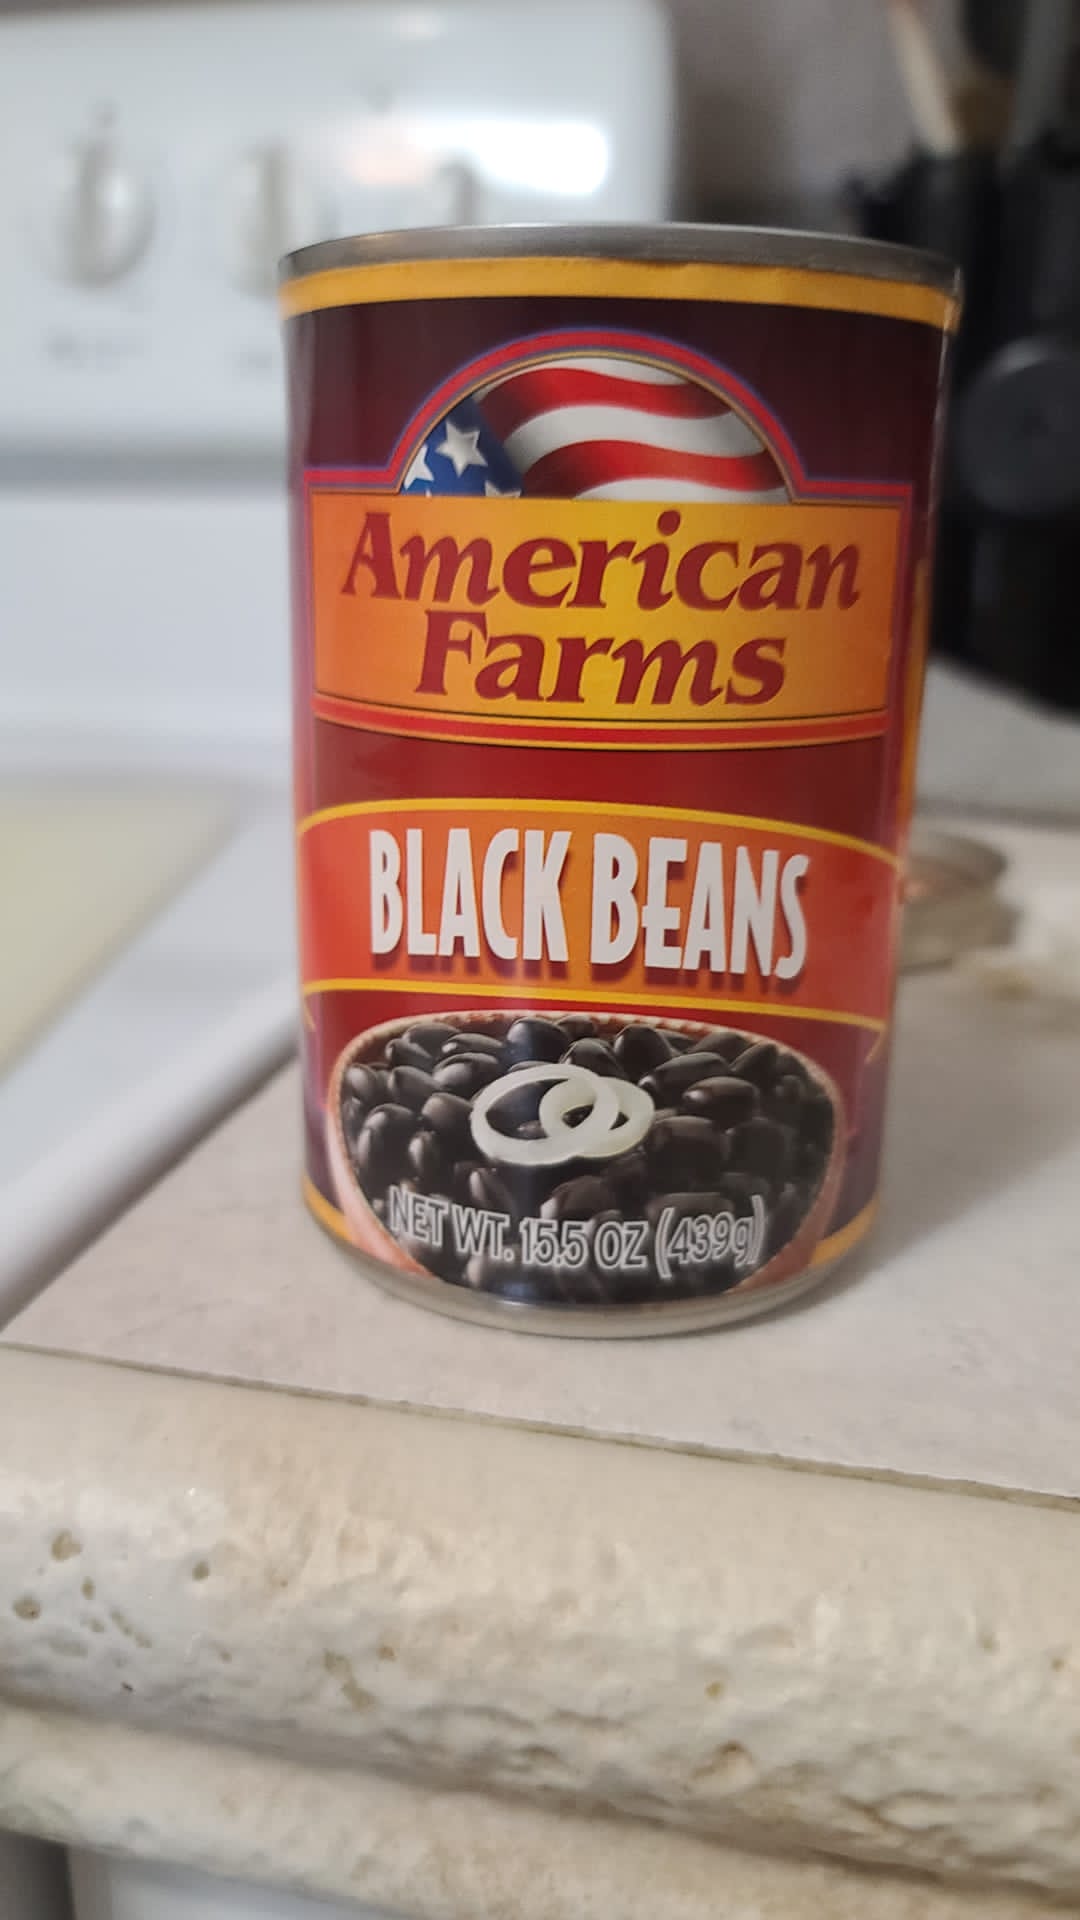 American
Farms
BLACK BEANS
NET WT. 15.5 OZ (439g)